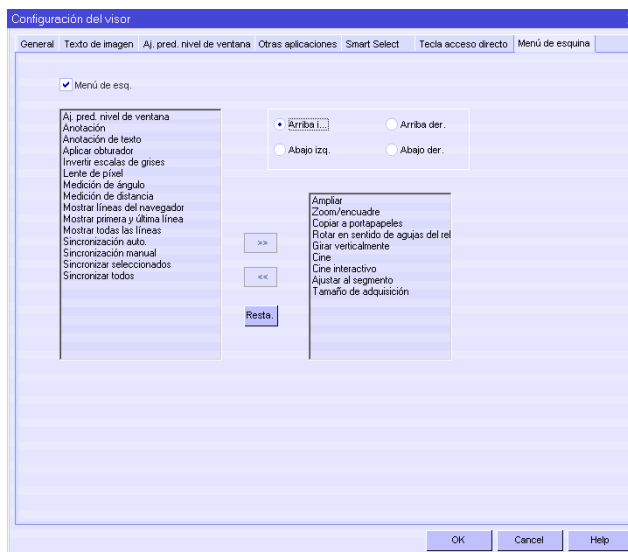 Configuración del visor
General Texto de imagen Aj. pred. nivel de ventana Otras aplicaciones Smart Select Tecla acceso directo Menú de esquina
Menú de esq.
Aj. pred. nivel de ventana
Anotación
Anotación de texto
Aplicar obturador
Invertir escalas de grises
Lente de píxel
Medición de ángulo
Medición de distancia
Mostrar líneas del navegador
Mostrar primera y última línea
Mostrar todas las líneas
Sincronización auto.
Sincronización manual
Sincronizar seleccionados
Sincronizar todos
Arriba i... Arriba der.
Abajo izq. Abajo der.
>>
<<
Resta.
Ampliar
Zoom/encuadre
Copiar a portapapeles
Rotar en sentido de agujas del rel
Girar verticalmente
Cine
Cine interactivo
Ajustar al segmento
Tamaño de adquisición
OK Cancel Help